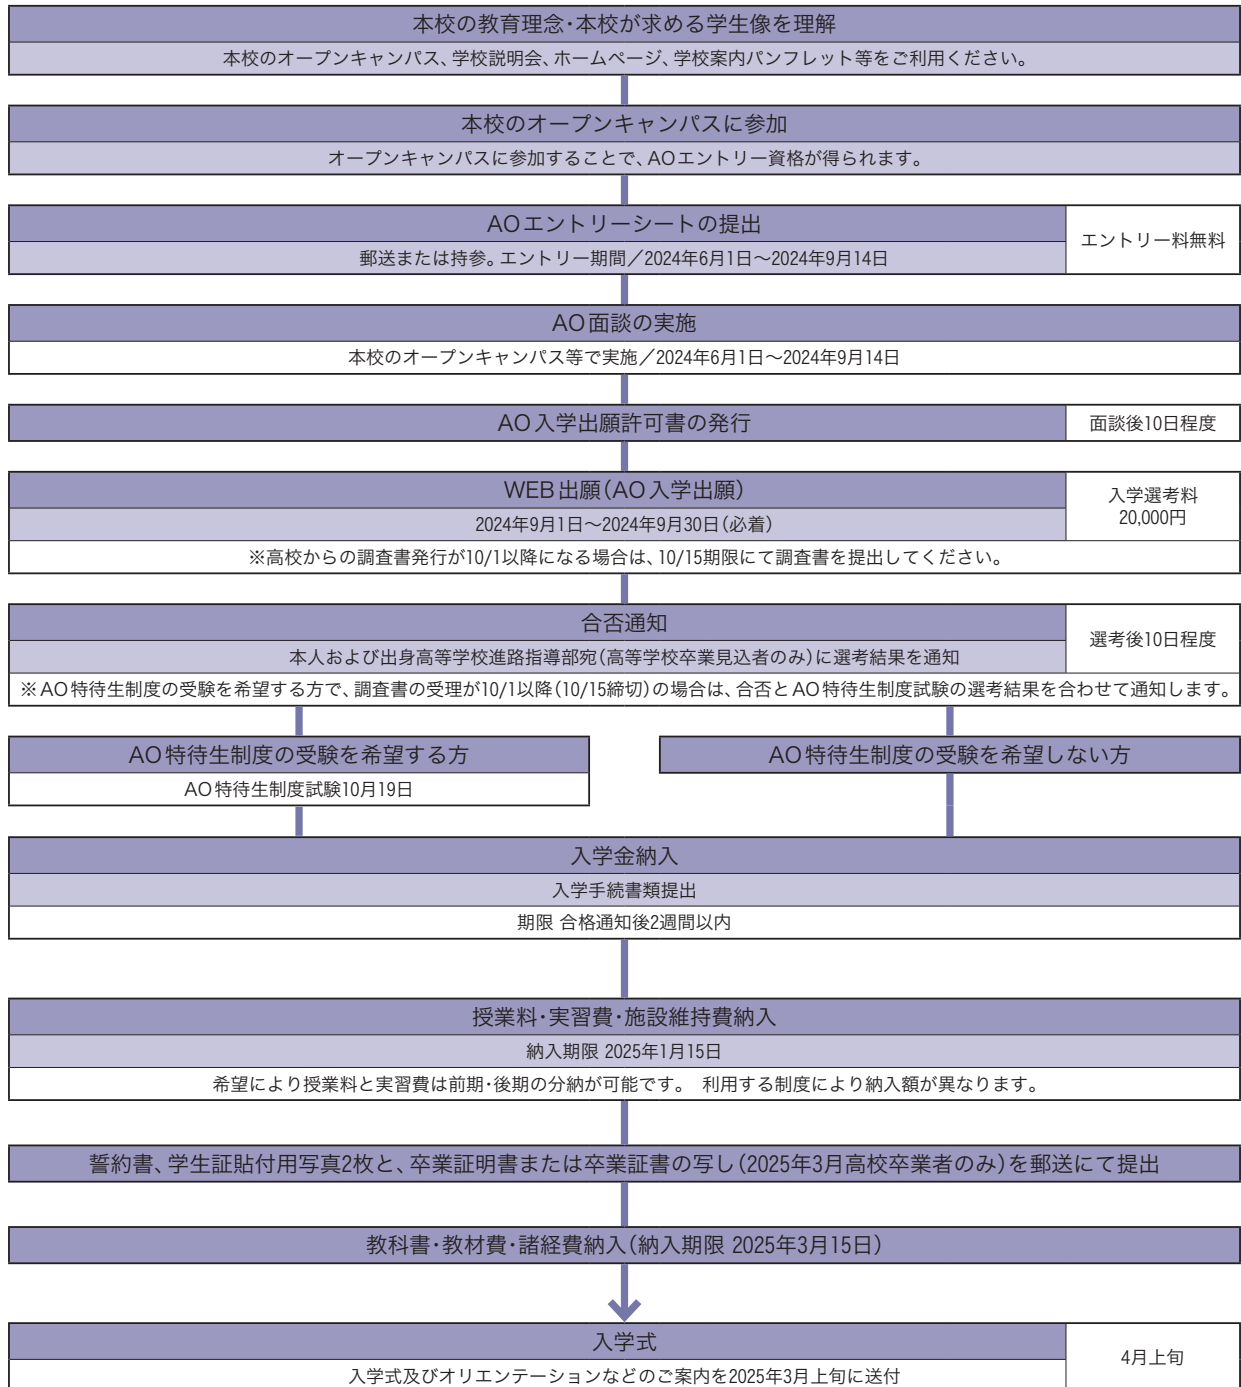 本校の教育理念・本校が求める学生像を理解
本校のオープンキャンパス、学校説明会、ホームページ、学校案内パンフレット等をご利用ください。
本校のオープンキャンパスに参加
オープンキャンパスに参加することで、AOエントリー資格が得られます。
AOエントリーシートの提出
エントリー料無料
郵送または持参。エントリー期間／2024年6月1日～2024年9月14日
AO面談の実施
本校のオープンキャンパス等で実施／2024年6月1日～2024年9月14日
AO入学出願許可書の発行
面談後10日程度
WEB出願（AO入学出願）
入学選考料
20,000円
2024年9月1日～2024年9月30日（必着）
※高校からの調査書発行が10/1以降になる場合は、10/15期限にて調査書を提出してください。
合否通知
選考後10日程度
本人および出身高等学校進路指導部宛（高等学校卒業見込者のみ）に選考結果を通知
※AO特待生制度の受験を希望する方で、調査書の受理が10/1以降（10/15締切）の場合は、合否とAO特待生制度試験の選考結果を合わせて通知します。
AO特待生制度の受験を希望する方
AO特待生制度試験10月19日
AO特待生制度の受験を希望しない方
入学金納入
入学手続書類提出
期限 合格通知後2週間以内
授業料・実習費・施設維持費納入
納入期限 2025年1月15日
希望により授業料と実習費は前期・後期の分納が可能です。 利用する制度により納入額が異なります。
誓約書、学生証貼付用写真2枚と、卒業証明書または卒業証書の写し（2025年3月高校卒業者のみ）を郵送にて提出
教科書・教材費・諸経費納入（納入期限 2025年3月15日）
入学式
4月上旬
入学式及びオリエンテーションなどのご案内を2025年3月上旬に送付